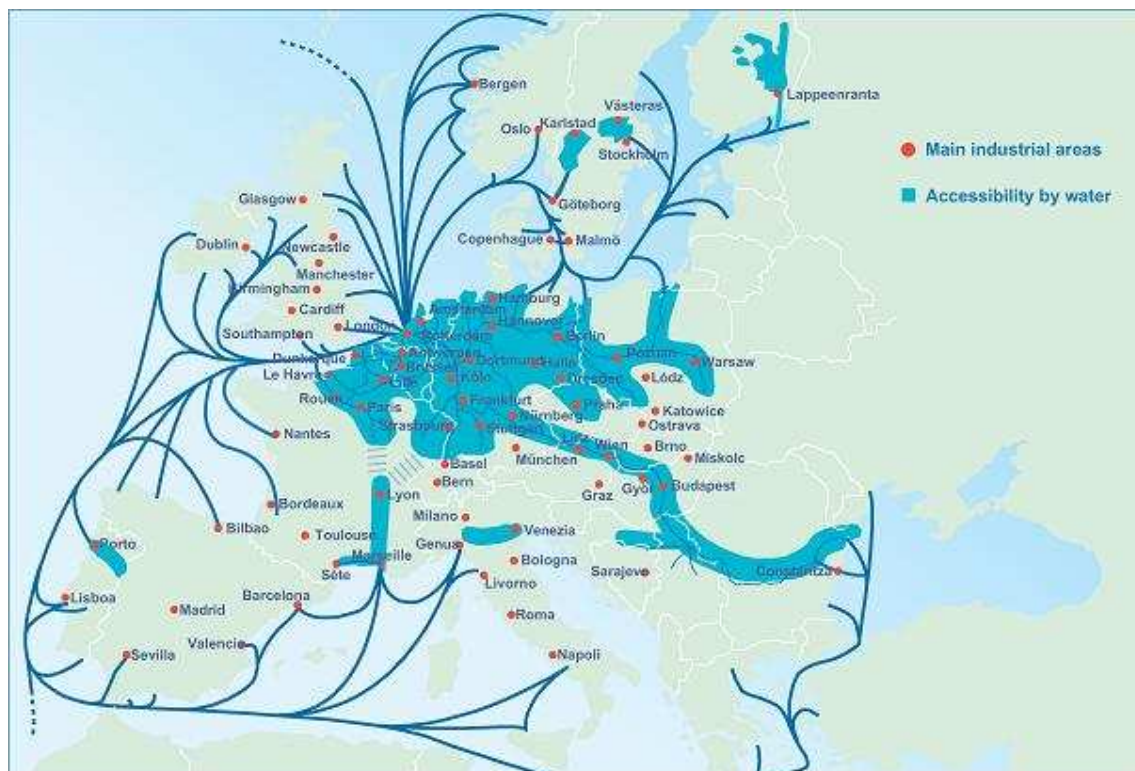 Bergen
Lappeenranta
Västeras
Oslo
Karlstad
Stockholm
Main industrial areas
Accessibility by water
Glasgow
Göteborg
Dublin
Newcastle
Copenhague
Malmö
Manchester
Birmingham
Hamburg
Cardiff
Amsterdam
London
Hannover
Southampton
Rotterdam
Berlin
Dunkerque
Antwerpen
Dortmund
Halle
Poznan
Warsaw
Le Havre
Brussel
Lille
Köln
Dresden
Lódz
Rouen
Paris
Frankfurt
Praha
Katowice
Strasbourg
Stuttgart
Nürnberg
Ostrava
Nantes
Linz
Wien
Brno
München
Miskolc
Basel
Bern
Györ
Budapest
Graz
Lyon
Bordeaux
Milano
Venezia
Bilbao
Toulouse
Porto
Genua
Marseille
Bologna
Sète
Sarajevo
Constantza
Livorno
Lisboa
Madrid
Barcelona
Roma
Valencia
Sevilla
Napoli